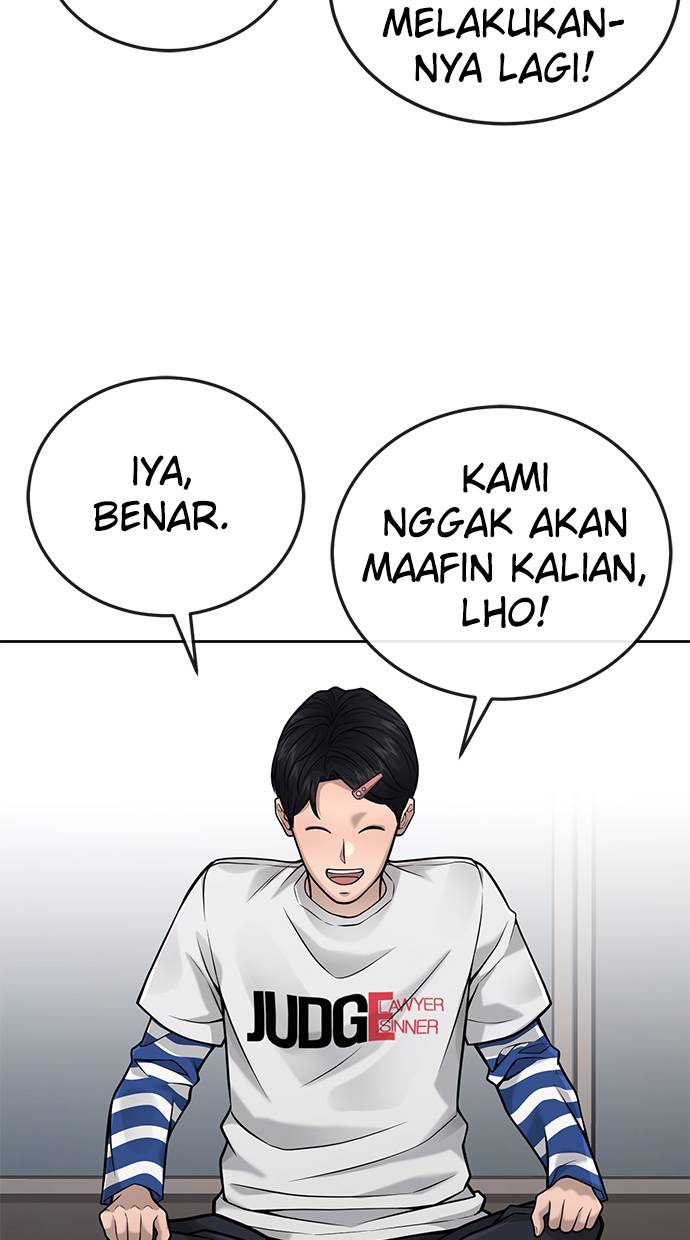 MELAKUKAN-
NYA LAGI!
IYA,
BENAR.
KAMI
NGGAK AKAN
MAAFIN KALIAN,
LHO!
JUDGE
LAWYER
SINNER